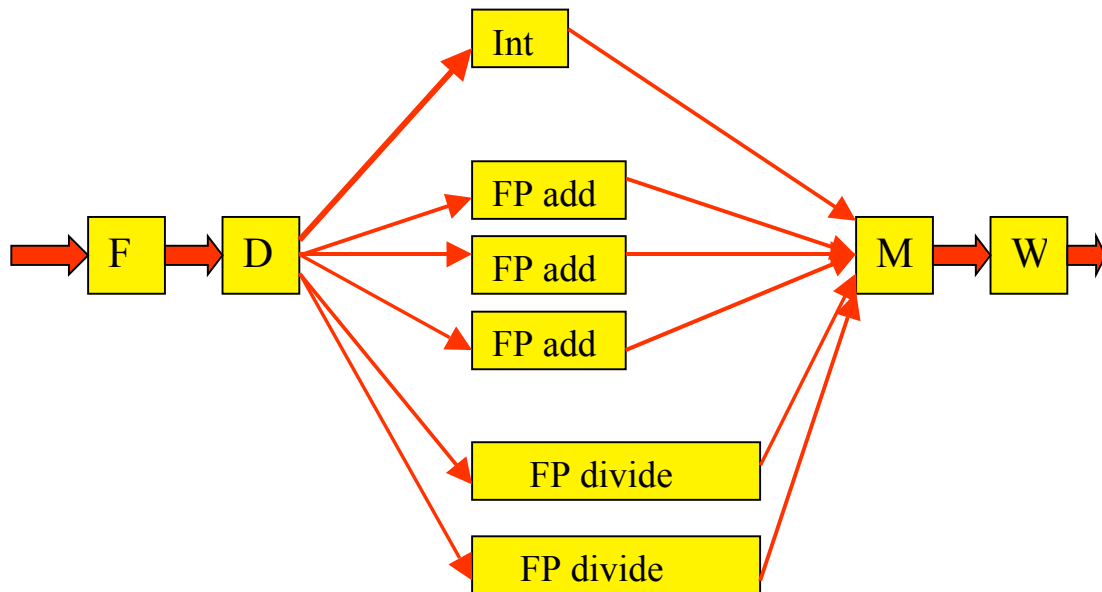 Int
FP add
F
D
FP add
M
W
FP add
FP divide
FP divide